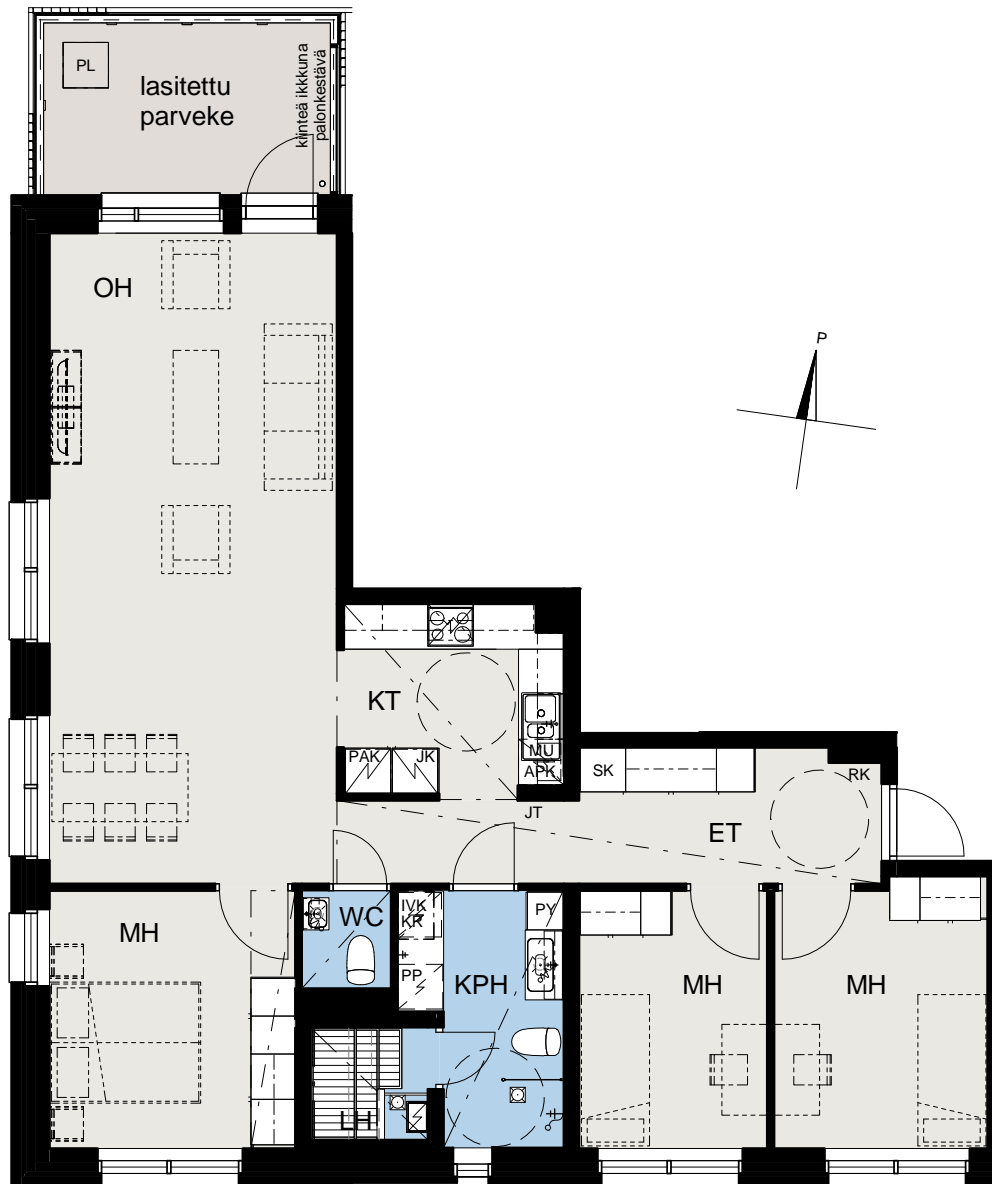 PL
lasitettu
parveke
kiinteä ikkkuna
palonkestävä
OH
P
KT
PAK
JK
MU
APK
SK
RK
JT
ET
MH
WC
IVK
KR
PY
PP
KPH
MH
MH
LH